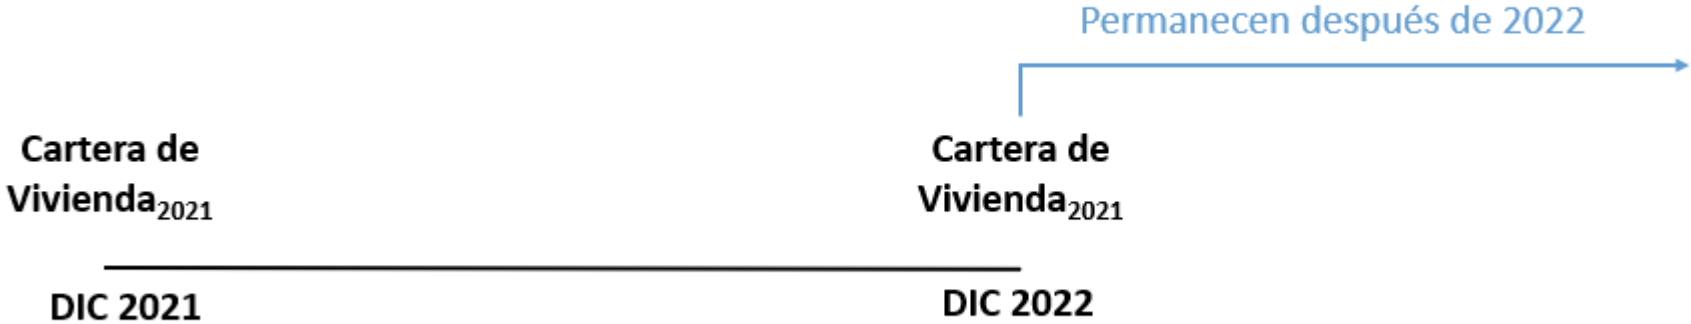 Permanecen después de 2022
Cartera de
Vivienda2021
Cartera de
Vivienda2021
DIC 2021
DIC 2022